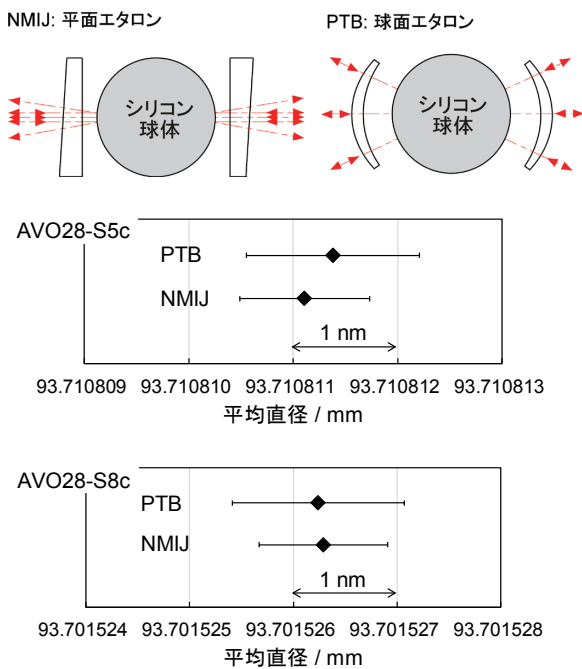 NMIJ: 平面エタロン
PTB: 球面エタロン
シリコン
球体
シリコン
球体
AVO28-S5c
PTB
NMIJ
1 nm
93.710809 93.710810 93.710811 93.710812 93.710813
平均直径 / mm
AVO28-S8c
PTB
NMIJ
1 nm
93.701524 93.701525 93.701526 93.701527 93.701528
平均直径 / mm